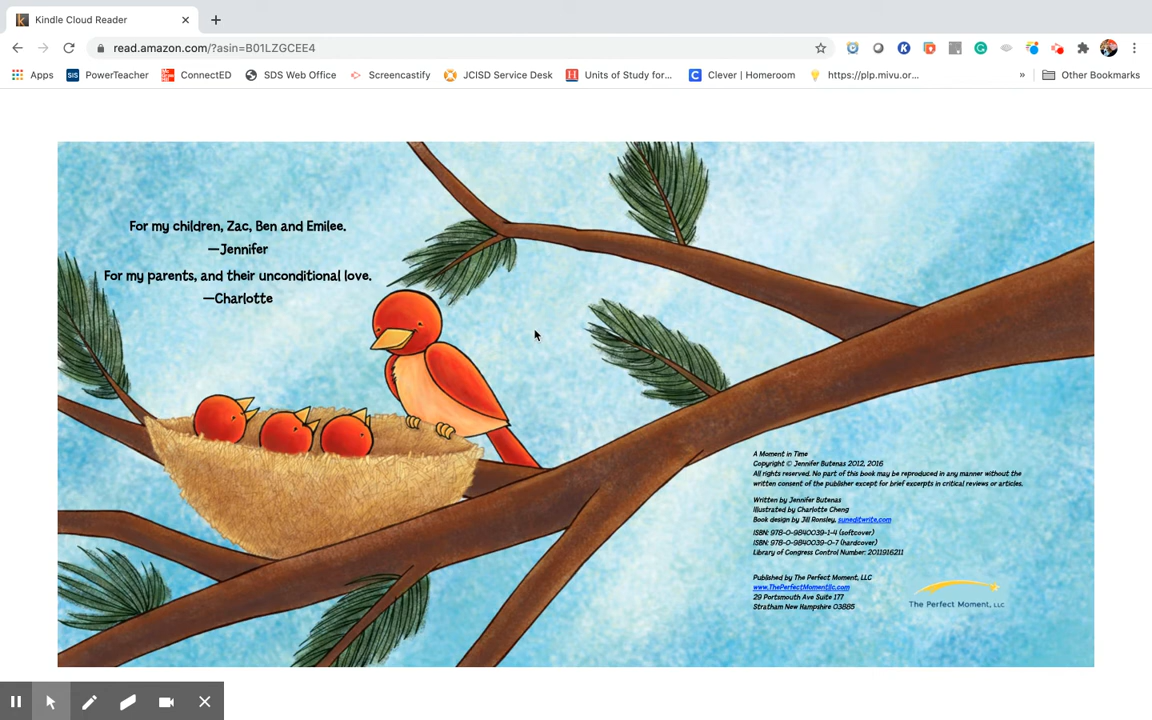 Kindle Cloud Reader
read.amazon.com/?asin=B01LZGCEE4
Apps
SIS PowerTeacher
ConnectED
SDS Web Office
Screencastify
JCISD Service Desk
Units of Study for...
Clever | Homeroom
https://plp.mivu.or...
»
Other Bookmarks
For my children, Zac, Ben and Emilee.
—Jennifer
For my parents, and their unconditional love.
—Charlotte
A Moment in Time
Copyright © Jennifer Butenas 2012, 2016
All rights reserved. No part of this book may be reproduced in any manner without the
written consent of the publisher except for brief excerpts in critical reviews or articles.
Written by Jennifer Butenas
Illustrated by Charlotte Cheng
Book design by Jill Ronsley, suneditwrite.com
ISBN: 978-0-9840039-1-4 (softcover)
ISBN: 978-0-9840039-0-7 (hardcover)
Library of Congress Control Number: 2011916211
Published by The Perfect Moment, LLC
www.ThePerfectMomentllc.com
29 Portsmouth Ave Suite 177
Stratham New Hampshire 03885
The Perfect Moment, LLC